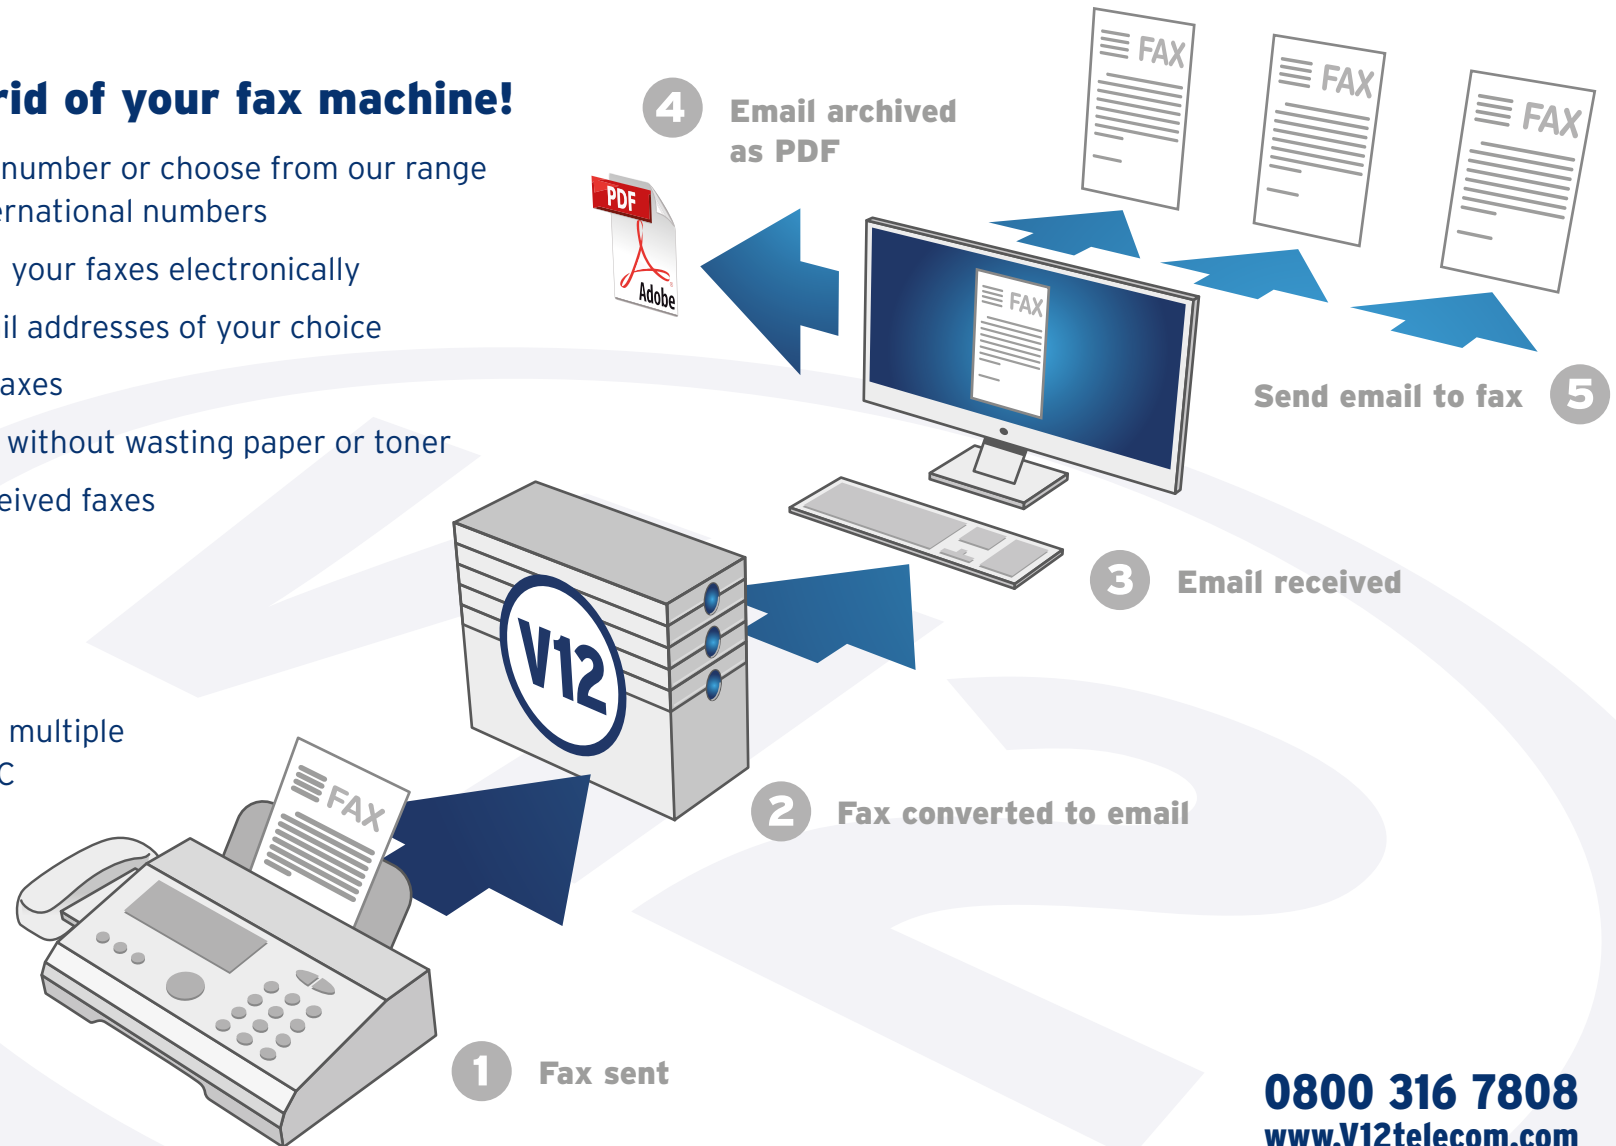 rid of your fax machine!
number or choose from our range
ernational numbers
your faxes electronically
il addresses of your choice
axes
without wasting paper or toner
ceived faxes
multiple
C
4 Email archived
as PDF
PDF
Adobe
FAX
FAX
FAX
FAX
Send email to fax 5
3 Email received
V12
2 Fax converted to email
FAX
1 Fax sent
0800 316 7808
www.V12telecom.com